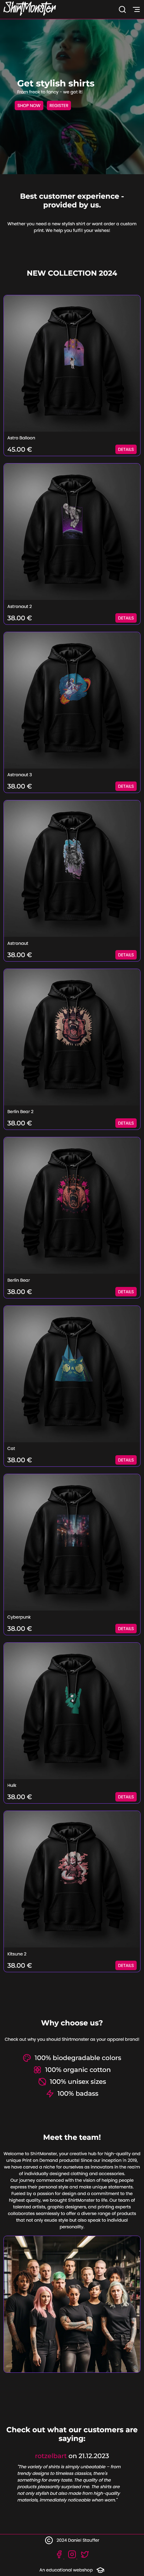 ShirtMonster
Get stylish shirts
From freak to fancy - we got it!
SHOP NOW
REGISTER
Best customer experience -
provided by us.
Whether you need a new stylish shirt or want order a custom
print. We help you fulfil your wishes!
NEW COLLECTION 2024
Astro Balloon
45.00 €
DETAILS
Astronaut 2
38.00 €
DETAILS
Astronaut 3
38.00 €
DETAILS
Astronaut
38.00 €
DETAILS
Berlin Bear 2
38.00 €
DETAILS
Berlin Bear
38.00 €
DETAILS
Cat
38.00 €
DETAILS
Cyberpunk
38.00 €
DETAILS
Hulk
38.00 €
DETAILS
Kitsune 2
38.00 €
DETAILS
Why choose us?
Check out why you should ShirtMonster as your apparel brand!
100% biodegradable colors
100% organic cotton
100% unisex sizes
100% badass
Meet the team!
Welcome to ShirtMonster, your creative hub for high-quality and
unique Print on Demand products! Since our inception in 2019,
we have carved a niche for ourselves as innovators in the realm
of individually designed clothing and accessories.
Our journey commenced with the vision of helping people
express their personal style and make unique statements.
Fueled by a passion for design and a commitment to the
highest quality, we brought ShirtMonster to life. Our team of
talented artists, graphic designers, and printing experts
collaborates seamlessly to offer a diverse range of products
that not only exude style but also speak to individual
personality.
Check out what our customers are
saying:
ratzelbart on 21.12.2023
"The variety of shirts is simply unbeatable – from
trendy designs to timeless classics, there's
something for every taste. The quality of the
products pleasantly surprised me. The shirts are
not only stylish but also made from high-quality
materials, immediately noticeable when worn."
2024 Daniel Stauffer
An educational webshop